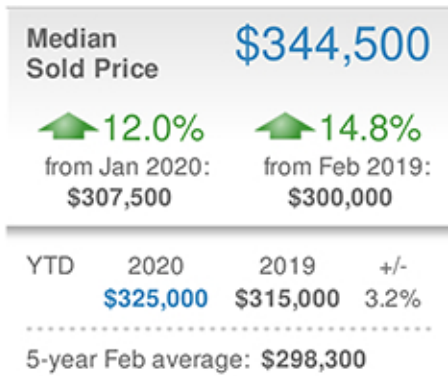 Median $344,500
Sold Price
12.0% 14.8%
from Jan 2020: from Feb 2019:
$307,500 $300,000
YTD 2020 2019 +/-
$325,000 $315,000 3.2%
5-year Feb average: $298,300